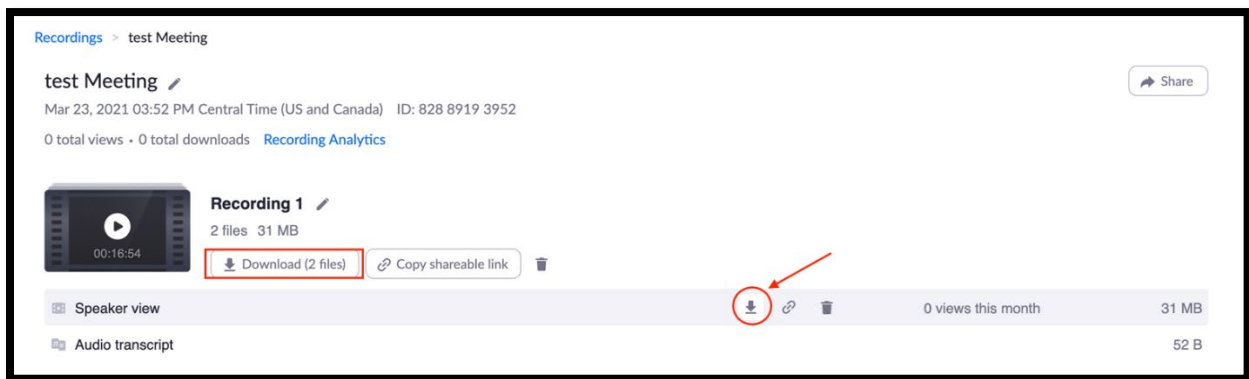 Recordings > test Meeting
test Meeting
Share
Mar 23, 2021 03:52 PM Central Time (US and Canada) ID: 828 8919 3952
0 total views • 0 total downloads Recording Analytics
Recording 1
2 files 31 MB
00:16:54
Download (2 files) Copy shareable link
Speaker view 0 views this month 31 MB
Audio transcript 52 B